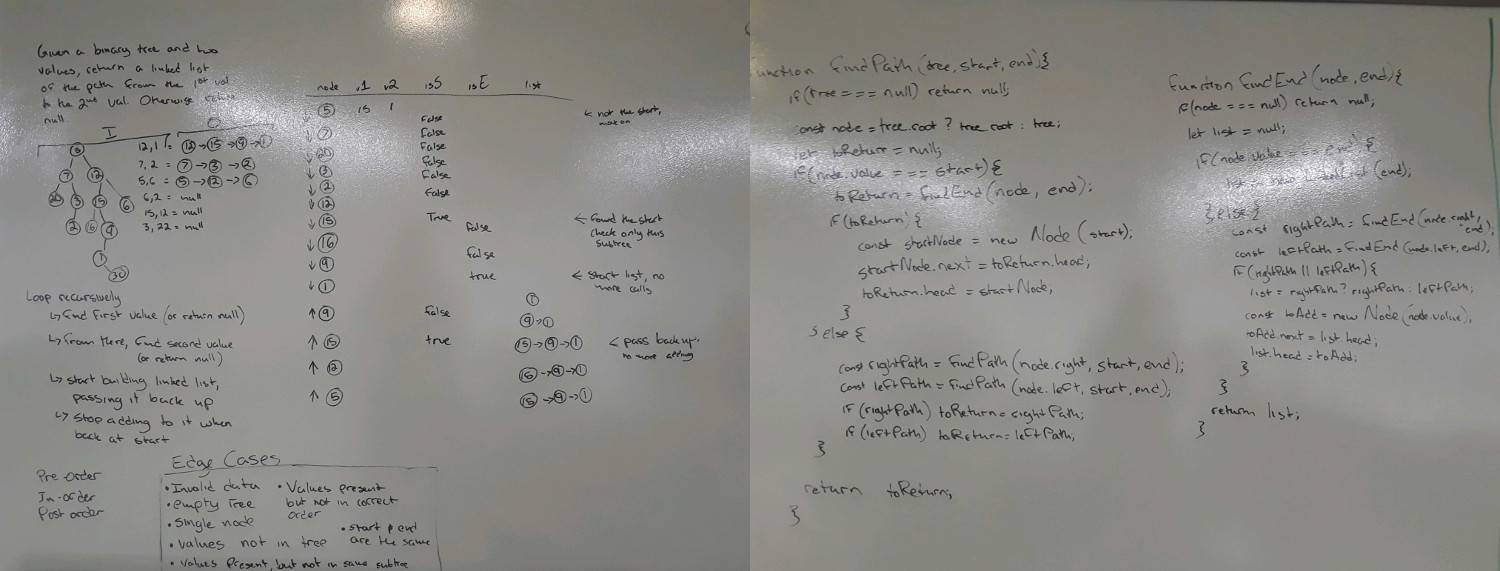 Given a binary tree and two
values, return a linked list
of the path from the 1st val
to the 2nd val. Otherwise return
null
I
O
5
7
12
20
3
15
6
2
16
9
1
30
12,1 = 12→15→9→1
7,2 = 7→3→2
5,6 = 5→12→6
6,2 = null
15,12 = null
3,22 = null
Loop recursively
↳ find first value (or return null)
↳ From there, find second value
(or return null)
↳ start building linked list,
passing it back up
↳ stop adding to it when
back at start
Pre-order
In-order
Post order
node v1 v2 isS isE list
↓ 5 15 1 False ← not the start, move on
↓ 7 False
↓ 20 False
↓ 3 False
↓ 2 False
↓ 12 False
↓ 15 True False ← Found the start check only this subtree
↓ 16 False
↓ 9 false
↓ 1 true ← Start list, no more calls
1
↑ 9 False 9→1
↑ 15 true 15→9→1 ← pass back up, no more adding
↑ 12 15→9→1
↑ 5 15→9→1
Edge Cases
• Invalid data
• empty Tree
• Single node
• values not in tree
• values present, but not in same subtree
• Values present
but not in correct
order
• start & end
are the same
function findPath(tree, start, end){
if(tree === null) return null;
const node = tree.root ? tree.root : tree;
let toReturn = null;
if(node.value === start){
toReturn = findEnd(node, end);
if(toReturn){
const startNode = new Node(start);
startNode.next = toReturn.head;
toReturn.head = startNode;
}
}else{
const rightPath = findPath(node.right, start, end);
const leftPath = findPath(node.left, start, end);
if(rightPath) toReturn = rightPath;
if(leftPath) toReturn = leftPath;
}
return toReturn;
}
function findEnd(node, end){
if(node === null) return null;
let list = null;
if(node.value === end){
list = new LinkedList(end);
}else{
const rightPath = findEnd(node.right, end);
const leftPath = findEnd(node.left, end);
if(rightPath || leftPath){
list = rightPath ? rightPath : leftPath;
const toAdd = new Node(node.value);
toAdd.next = list.head;
list.head = toAdd;
}
}
return list;
}